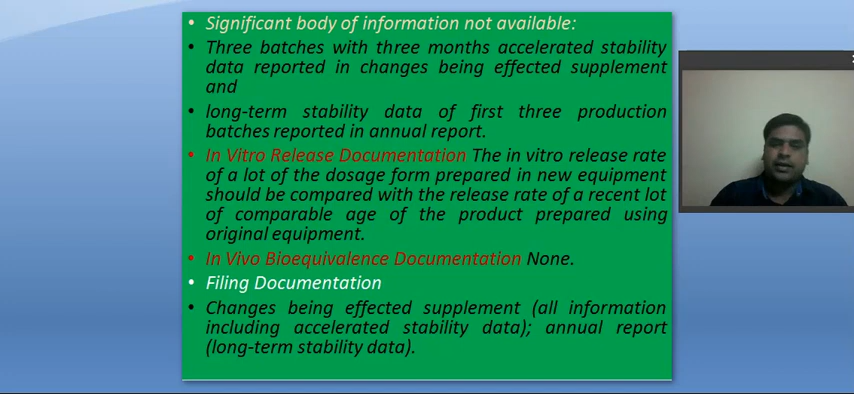 • Significant body of information not available:
• Three batches with three months accelerated stability
data reported in changes being effected supplement
and
• long-term stability data of first three production
batches reported in annual report.
• In Vitro Release Documentation The in vitro release rate
of a lot of the dosage form prepared in new equipment
should be compared with the release rate of a recent lot
of comparable age of the product prepared using
original equipment.
• In Vivo Bioequivalence Documentation None.
• Filing Documentation
• Changes being effected supplement (all information
including accelerated stability data); annual report
(long-term stability data).